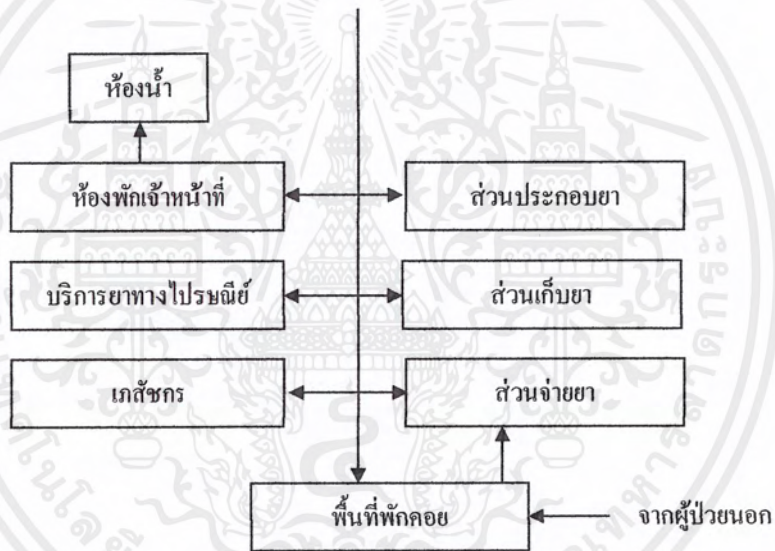 ห้องน้ำ
ห้องพักเจ้าหน้าที่
ส่วนประกอบยา
บริการยาทางไปรษณีย์
ส่วนเก็บยา
เภสัชกร
ส่วนจ่ายยา
พื้นที่พักคอย
จากผู้ป่วยนอก